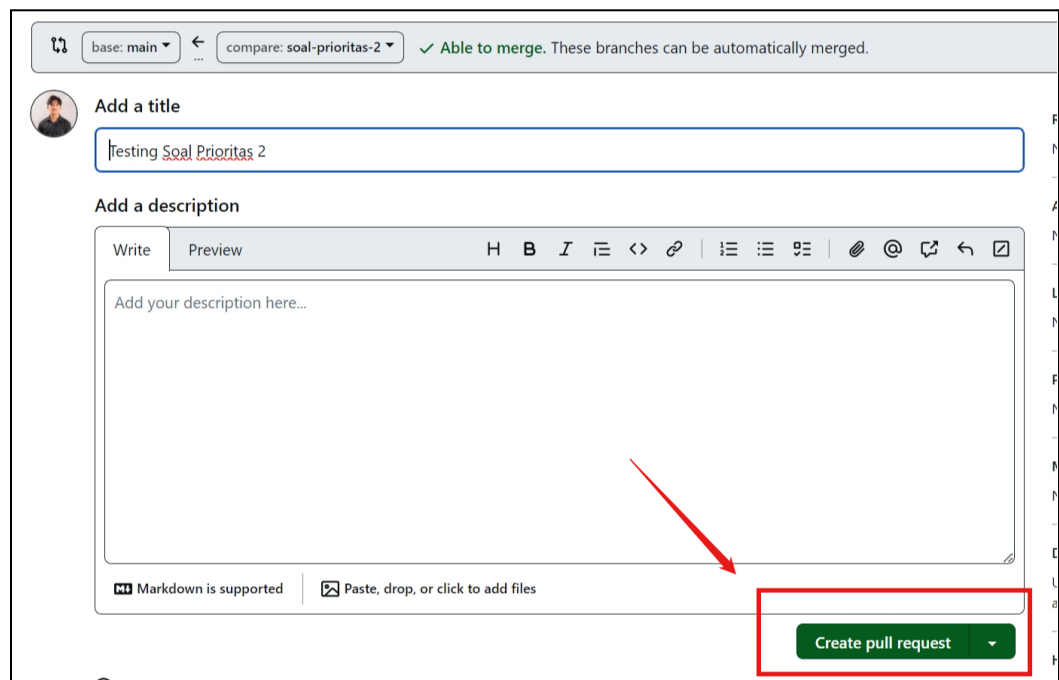 base: main compare: soal-prioritas-2 Able to merge. These branches can be automatically merged.
Add a title
Testing Soal Prioritas 2
Add a description
Write Preview
Add your description here...
Markdown is supported Paste, drop, or click to add files
Create pull request